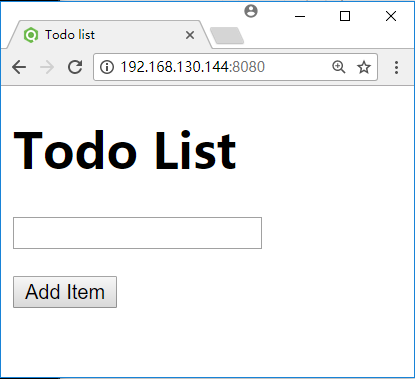 Todo list
192.168.130.144:8080
Todo List
Add Item